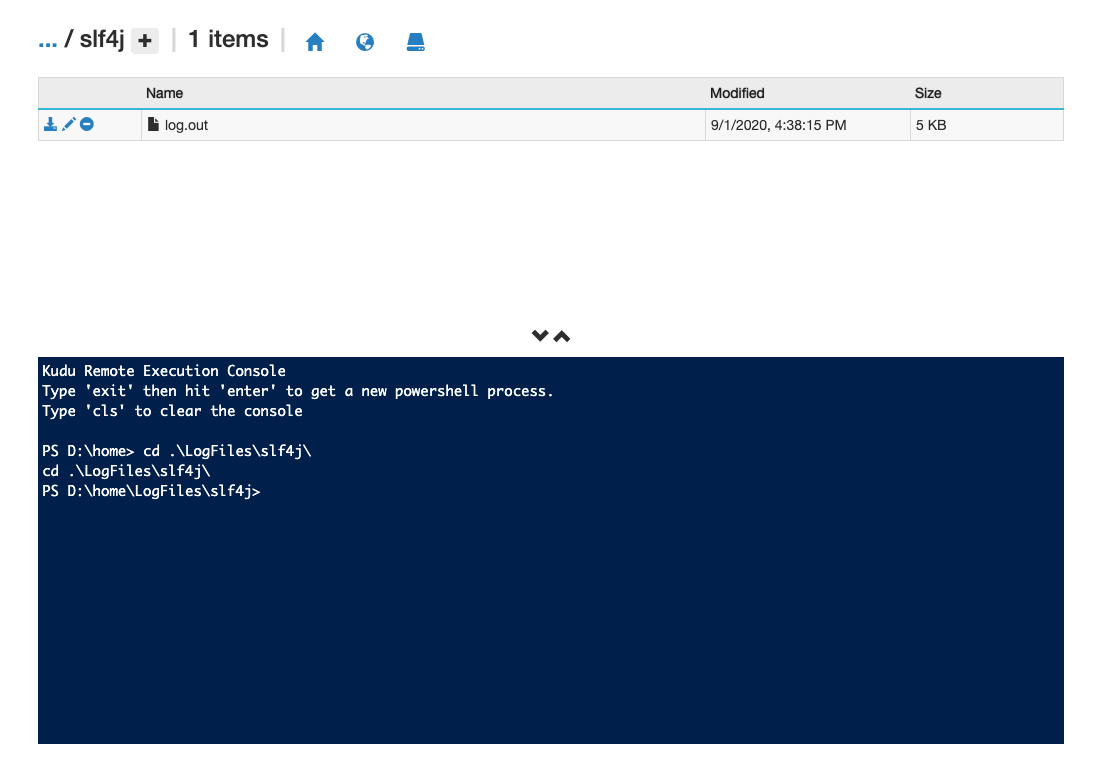 ... / slf4j + | 1 items |
Name Modified Size
log.out 9/1/2020, 4:38:15 PM 5 KB
Kudu Remote Execution Console
Type 'exit' then hit 'enter' to get a new powershell process.
Type 'cls' to clear the console
PS D:\home> cd .\LogFiles\slf4j\
cd .\LogFiles\slf4j\
PS D:\home\LogFiles\slf4j>